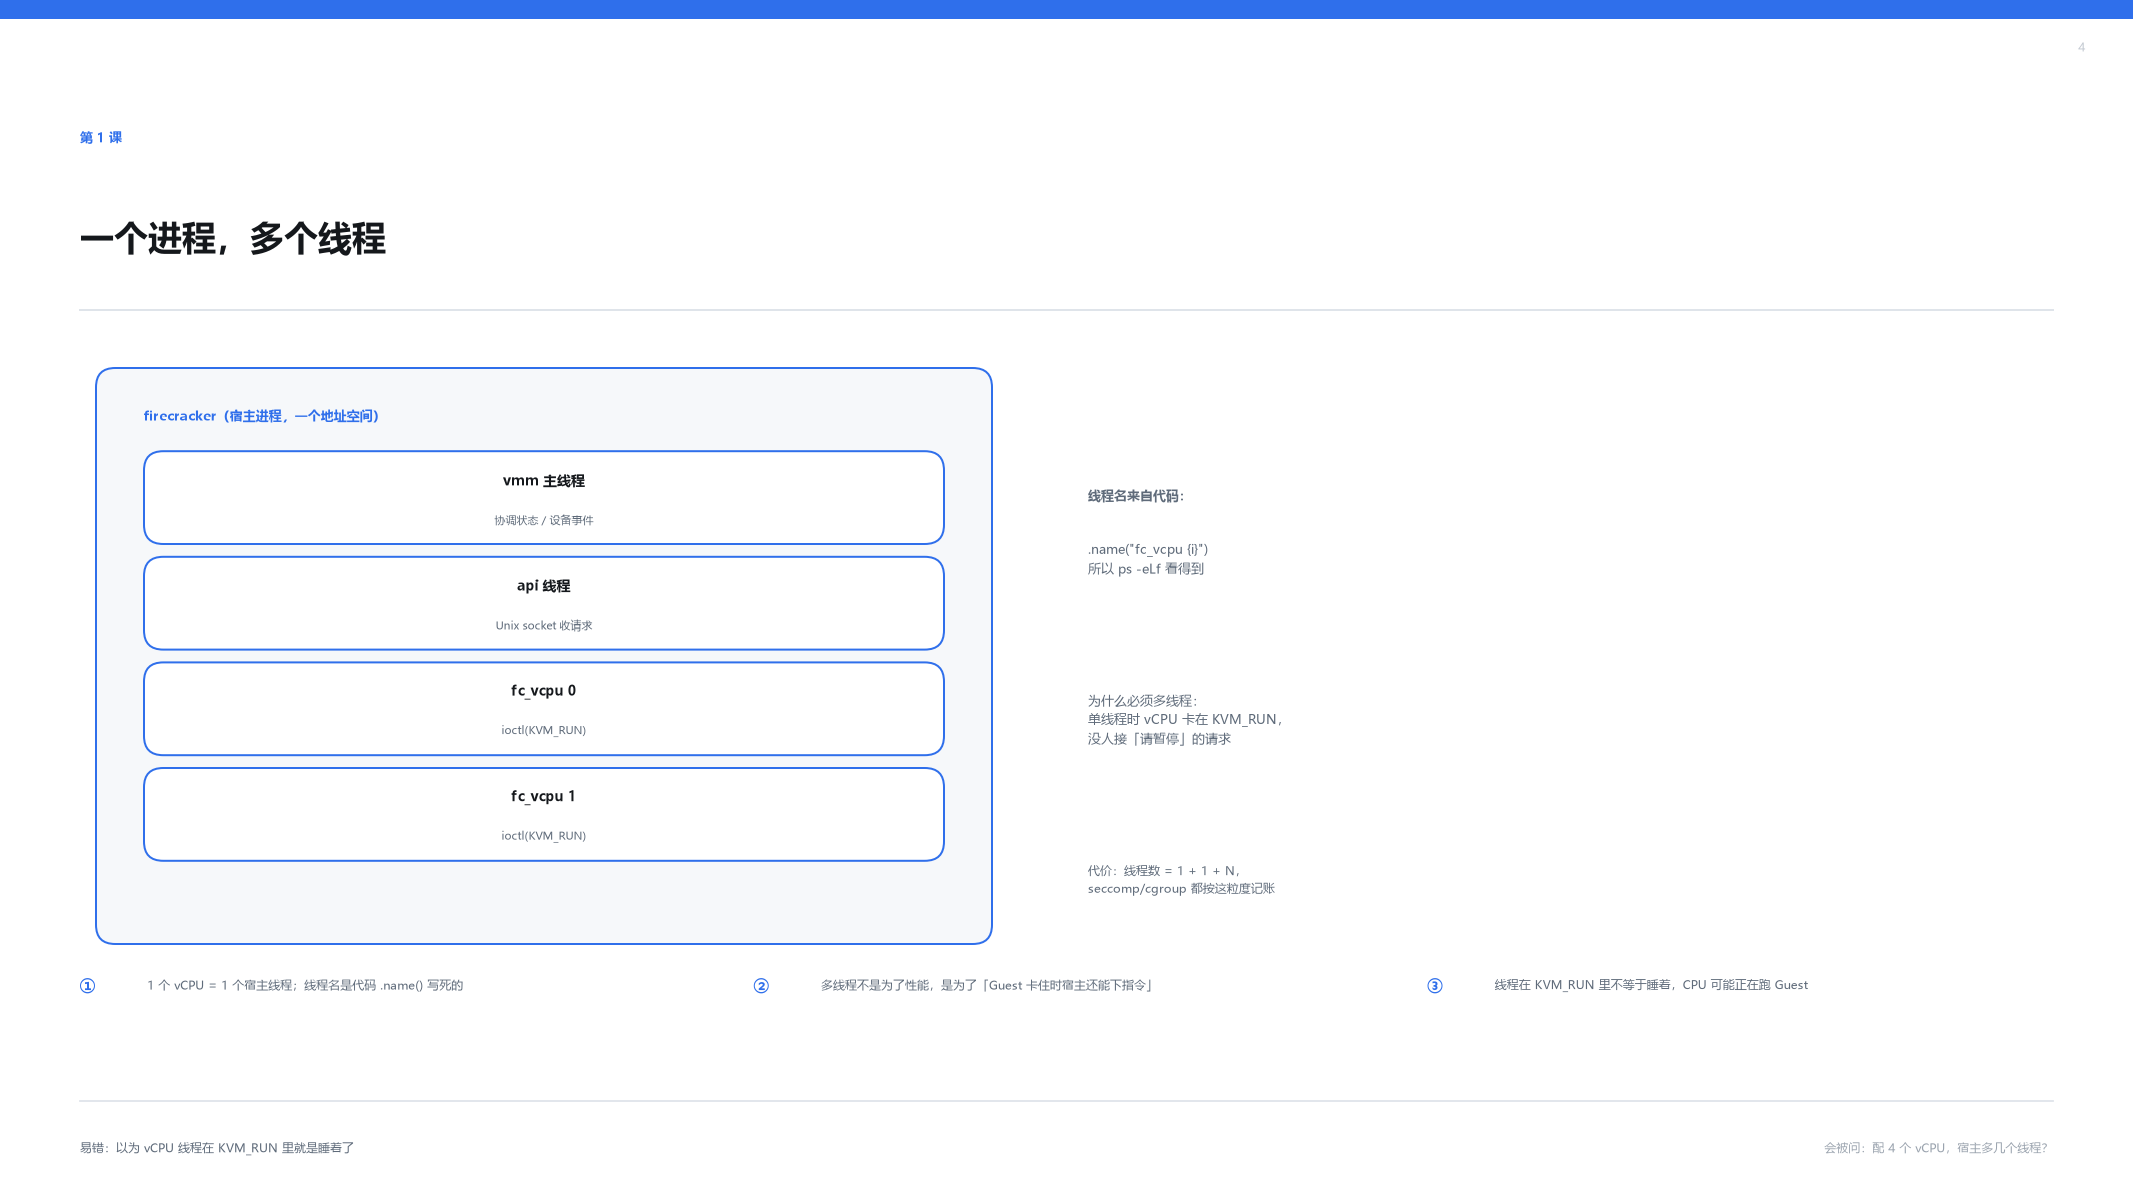 4
第 1 课
一个进程，多个线程
firecracker（宿主进程，一个地址空间）
vmm 主线程
协调状态 / 设备事件
api 线程
Unix socket 收请求
fc_vcpu 0
ioctl(KVM_RUN)
fc_vcpu 1
ioctl(KVM_RUN)
线程名来自代码：
.name("fc_vcpu {i}")
所以 ps -eLf 看得到
为什么必须多线程：
单线程时 vCPU 卡在 KVM_RUN，
没人接「请暂停」的请求
代价：线程数 = 1 + 1 + N，
seccomp/cgroup 都按这粒度记账
① 1 个 vCPU = 1 个宿主线程；线程名是代码 .name() 写死的
② 多线程不是为了性能，是为了「Guest 卡住时宿主还能下指令」
③ 线程在 KVM_RUN 里不等于睡着，CPU 可能正在跑 Guest
易错：以为 vCPU 线程在 KVM_RUN 里就是睡着了
会被问：配 4 个 vCPU，宿主多几个线程？